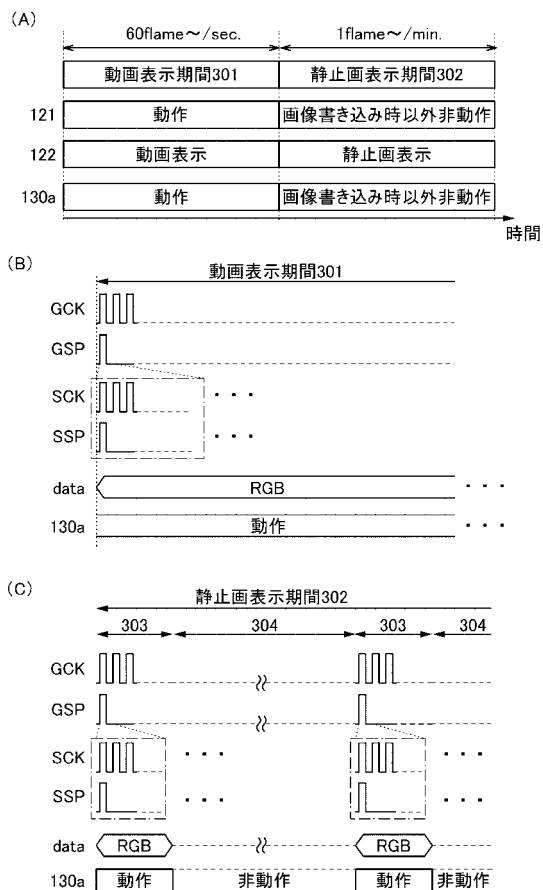 (A)
60flame～/sec. 1flame～/min.
動画表示期間301 静止画表示期間302
121 動作 画像書き込み時以外非動作
122 動画表示 静止画表示
130a 動作 画像書き込み時以外非動作
時間
(B)
動画表示期間301
GCK
GSP
SCK ・・・
SSP ・・・
data RGB ・・・
130a 動作 ・・・
(C)
静止画表示期間302
303 304 303 304
GCK
GSP
SCK ・・・ ・・・
SSP ・・・ ・・・
data RGB RGB
130a 動作 非動作 動作 非動作